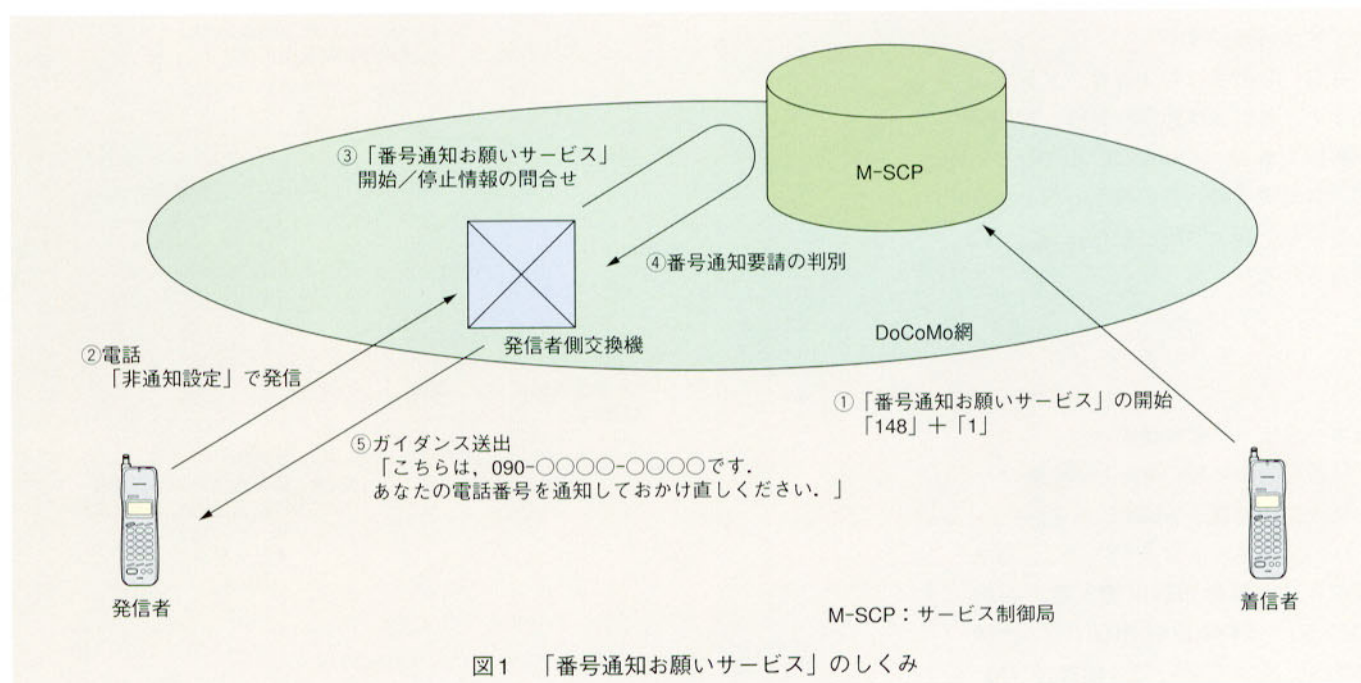 ③「番号通知お願いサービス」
開始／停止情報の問合せ
M-SCP
④番号通知要請の判別
発信者側交換機
DoCoMo網
②電話
「非通知設定」で発信
①「番号通知お願いサービス」の開始
「148」＋「1」
⑤ガイダンス送出
「こちらは，090-○○○○-○○○○です．
あなたの電話番号を通知しておかけ直しください．」
発信者
着信者
M-SCP：サービス制御局
図1　「番号通知お願いサービス」のしくみ